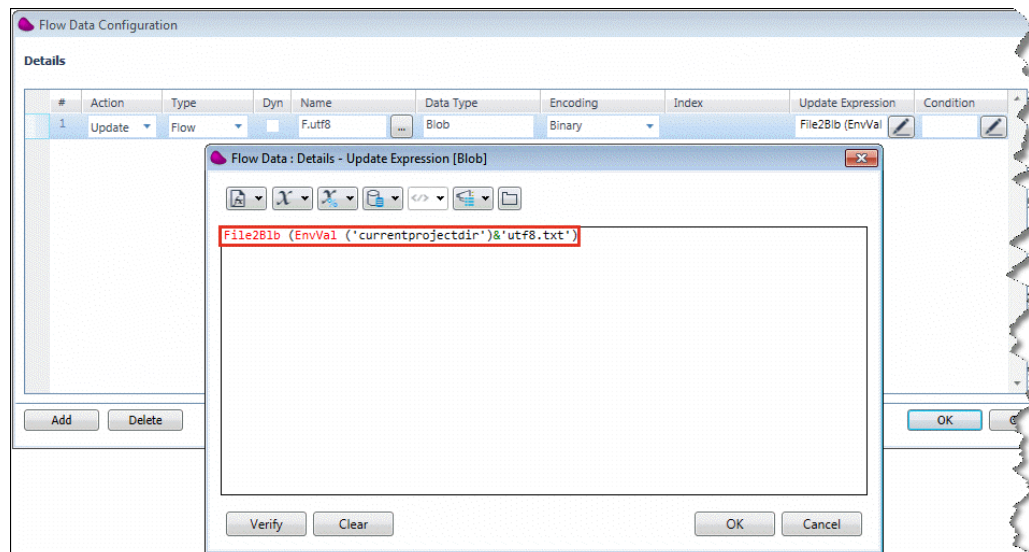 Flow Data Configuration
Details
# Action Type Dyn Name Data Type Encoding Index Update Expression Condition
1 Update Flow F.utf8 ... Blob Binary File2Blb (EnvVal
Flow Data : Details - Update Expression [Blob]
File2Blb (EnvVal ('currentprojectdir')&'utf8.txt')
Add Delete OK
Verify Clear OK Cancel